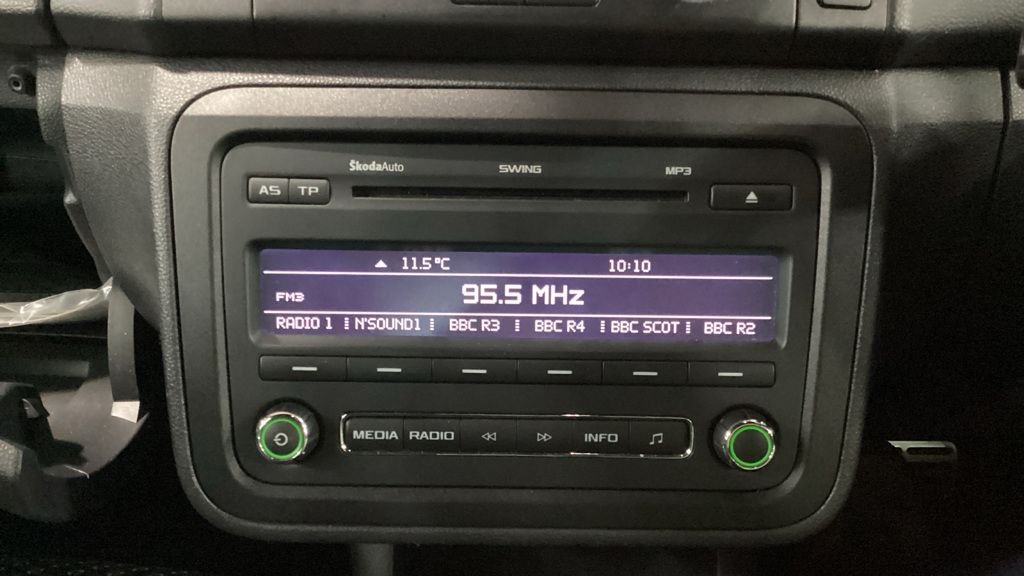 ŠkodaAuto SWING MP3
AS TP
11.5°C 10:10
FM3 95.5 MHz
RADIO 1 N'SOUND1 BBC R3 BBC R4 BBC SCOT BBC R2
MEDIA RADIO INFO